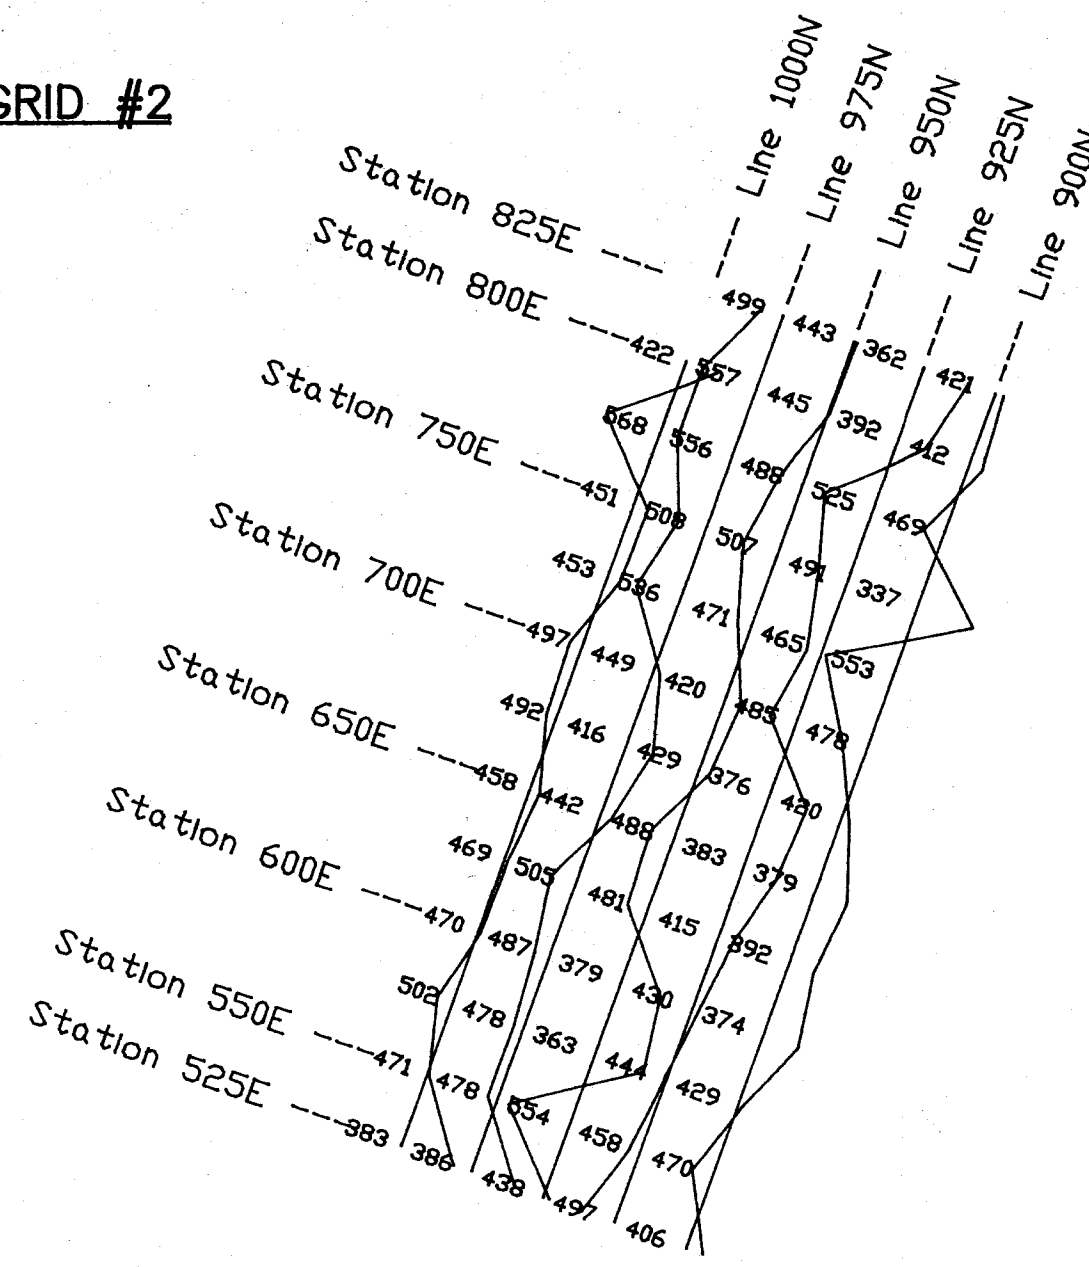 GRID #2
Line 1000N
Line 975N
Line 950N
Line 925N
Line 900N
Station 825E ---- 499 443 362 421
Station 800E ---- 422 557 445 392 412
568 556 488 525 469
Station 750E ---- 451 508 507 491 337
453 536 471 465 553
Station 700E ---- 497 449 420 485 478
492 416 429 376 420
Station 650E ---- 458 442 488 383 379
469 505 481 415 392
Station 600E ---- 470 487 379 430 374
502 478 363 444 429
Station 550E ---- 471 478 554 458 470
Station 525E ---- 383 386 438 497 406